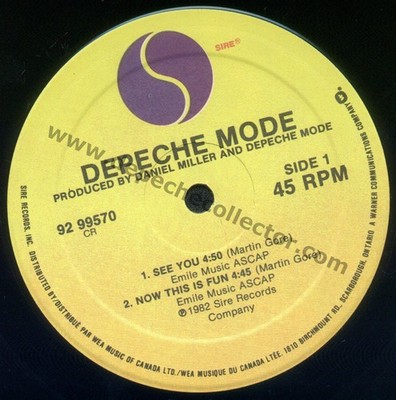 SIRE®
DEPECHE MODE
PRODUCED BY DANIEL MILLER AND DEPECHE MODE
SIDE 1
45 RPM
92 99570
CR
1. SEE YOU 4:50 (Martin Gore)
Emile Music ASCAP
2. NOW THIS IS FUN 4:45 (Martin Gore)
Emile Music ASCAP
℗1982 Sire Records
Company
SIRE RECORDS, INC. DISTRIBUTED BY/DISTRIBUÉ PAR WEA MUSIC OF CANADA LTD./WEA MUSIQUE DU CANADA LTÉE. 1810 BIRCHMOUNT RD. SCARBOROUGH, ONTARIO A WARNER COMMUNICATIONS COMPANY
www.depechecollector.com